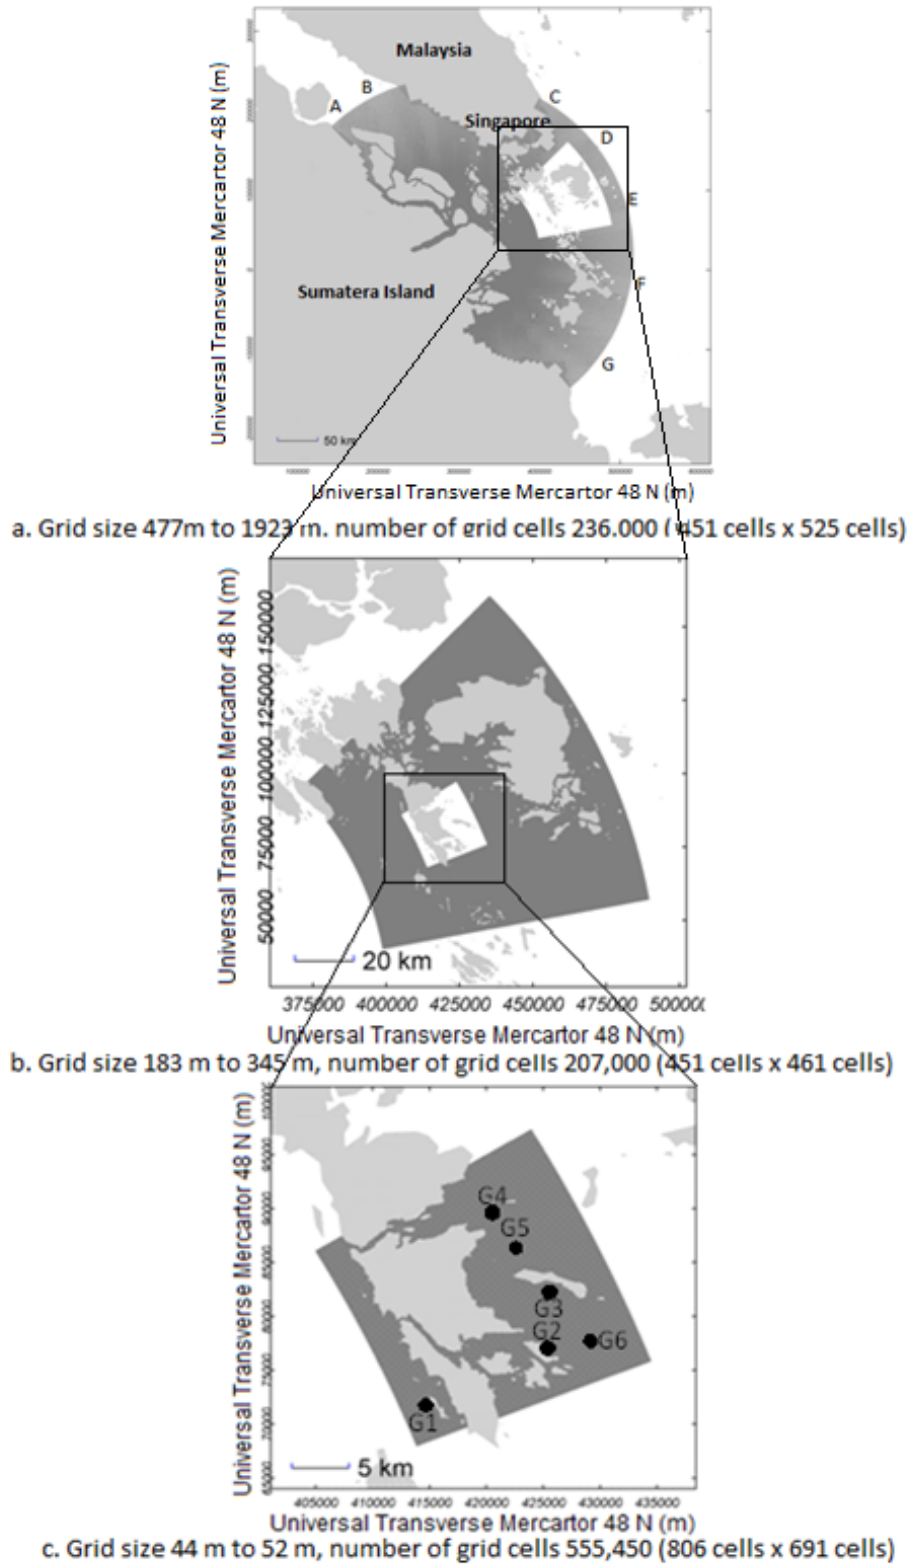 Malaysia
B
A
C
Singapore
D
E
Sumatera Island
F
G
50 km
Universal Transverse Mercartor 48 N (m)
Universal Transverse Mercartor 48 N (m)
a. Grid size 477m to 1923 m. number of grid cells 236.000 ( 451 cells x 525 cells)
Universal Transverse Mercartor 48 N (m)
150000
125000
100000
75000
50000
20 km
375000 400000 425000 450000 475000 50000(
Universal Transverse Mercartor 48 N (m)
b. Grid size 183 m to 345 m, number of grid cells 207,000 (451 cells x 461 cells)
Universal Transverse Mercartor 48 N (m)
G4
G5
G3
G2
G6
G1
5 km
405000 410000 415000 420000 425000 430000 435000
Universal Transverse Mercartor 48 N (m)
c. Grid size 44 m to 52 m, number of grid cells 555,450 (806 cells x 691 cells)